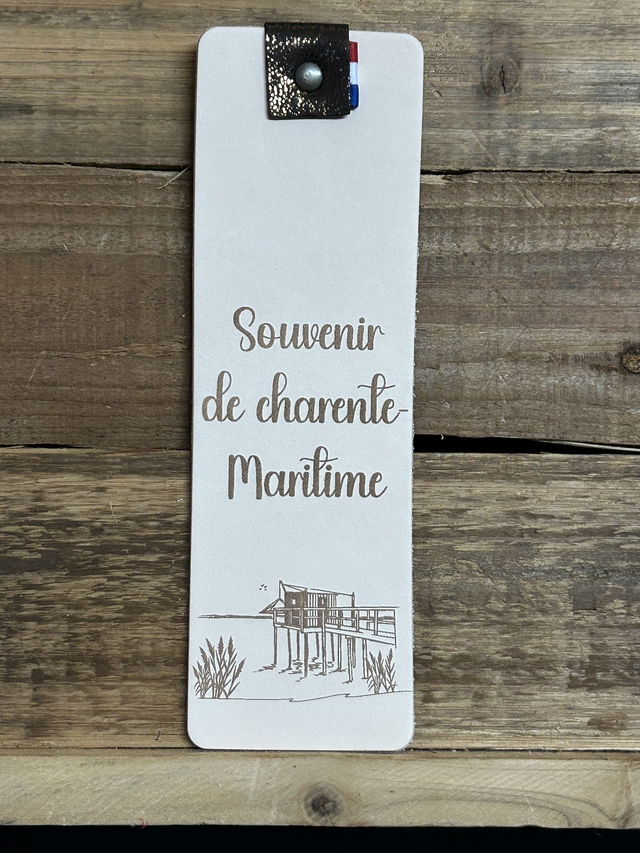 Souvenir
de charente-
Maritime